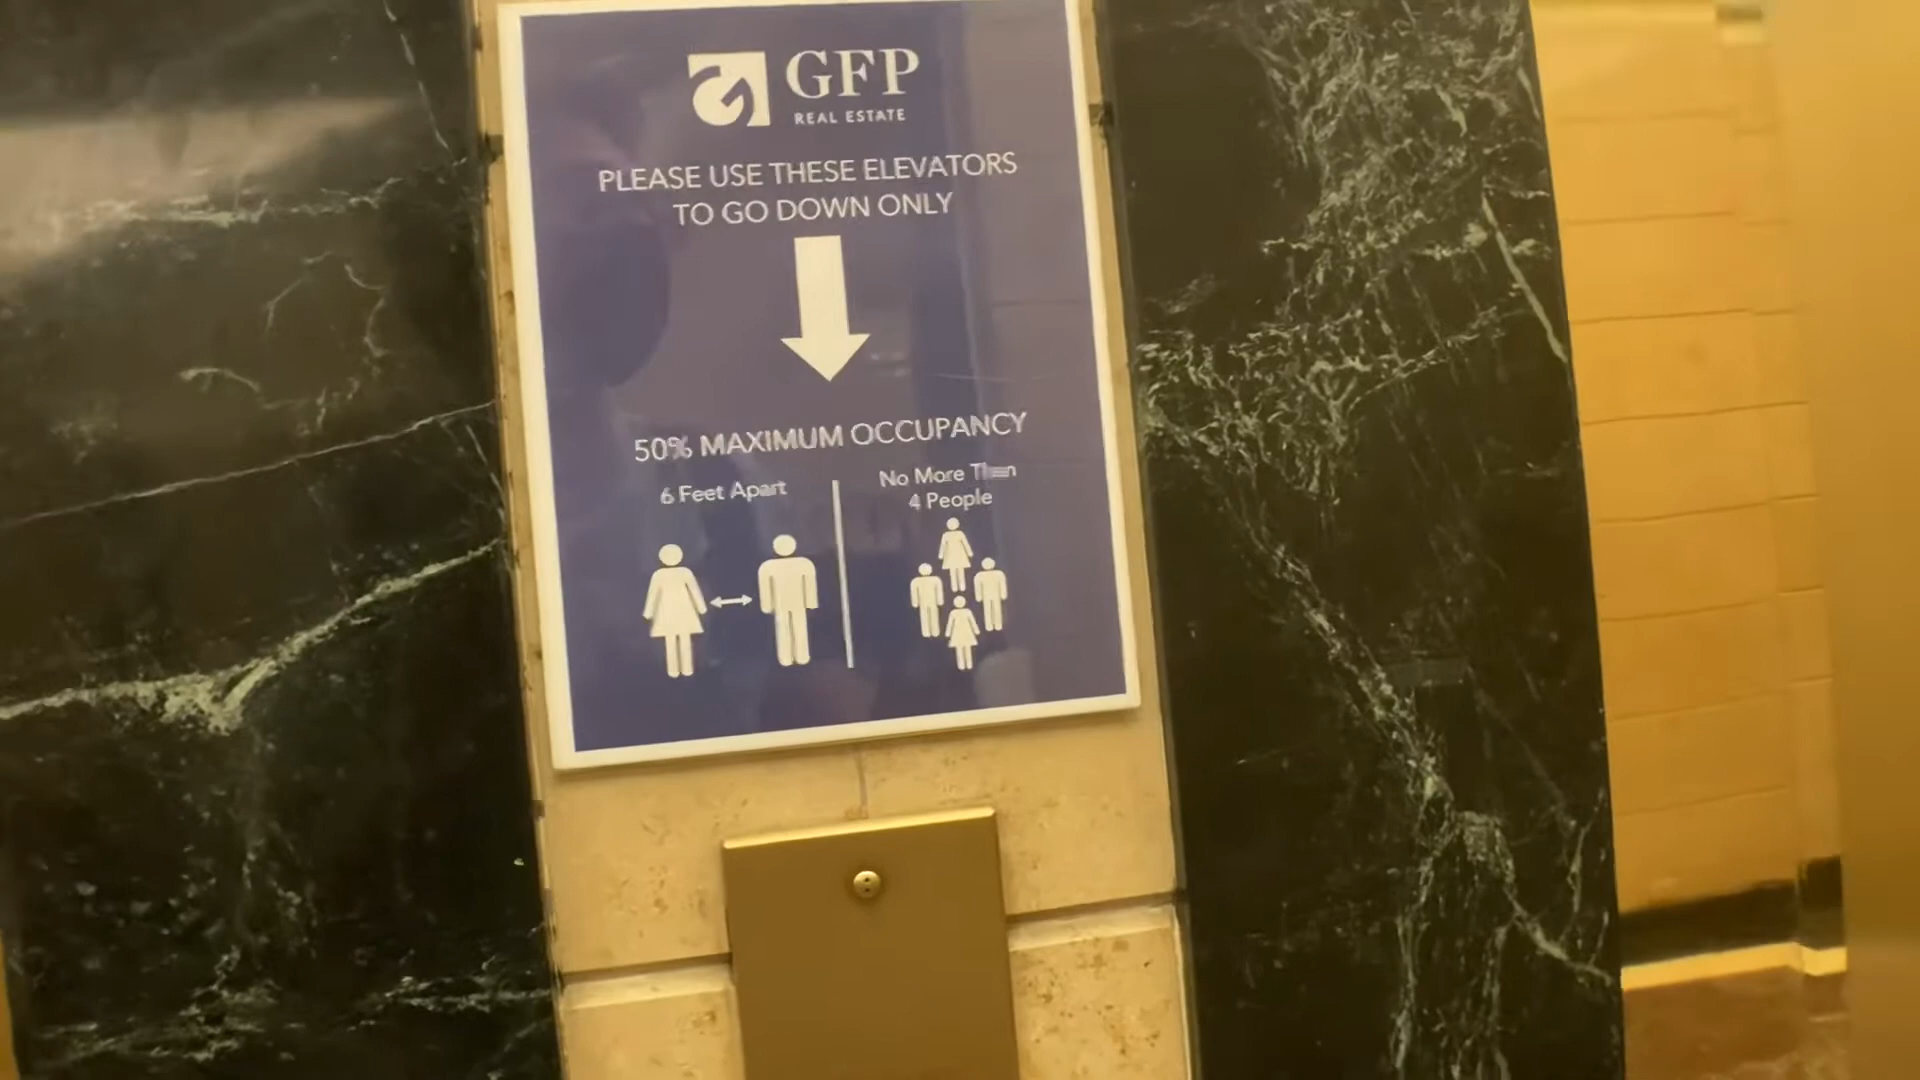 GFP
REAL ESTATE
PLEASE USE THESE ELEVATORS
TO GO DOWN ONLY
50% MAXIMUM OCCUPANCY
6 Feet Apart
No More Than
4 People